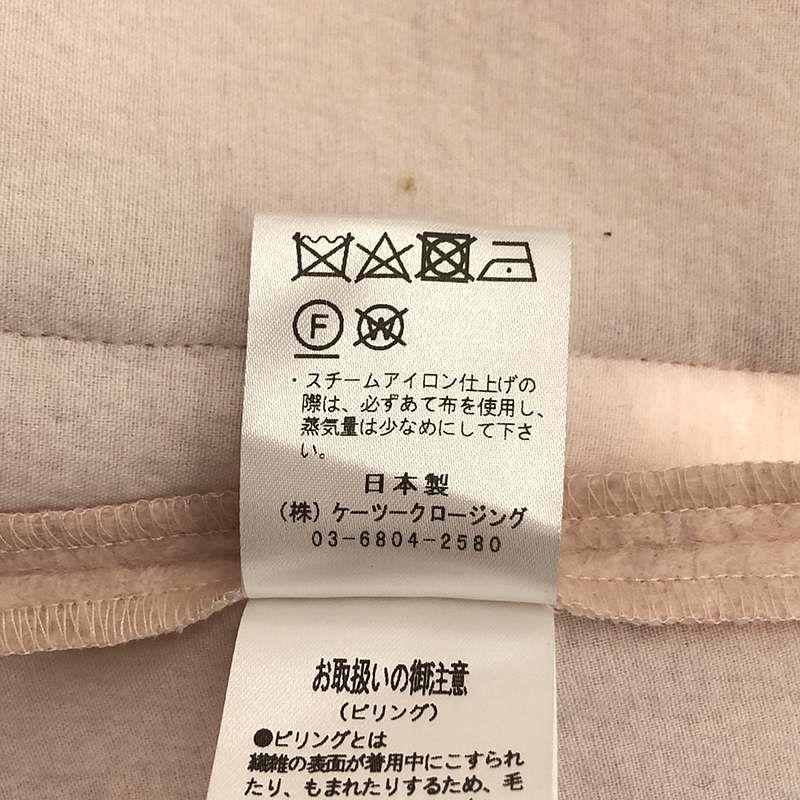 F
W
・スチームアイロン仕上げの
際は、必ずあて布を使用し、
蒸気量は少なめにして下さ
い。
日本製
(株) ケーツークロージング
03-6804-2580
お取扱いの御注意
(ピリング)
●ピリングとは
繊維の表面が着用中にこすられ
たり、もまれたりするため、毛